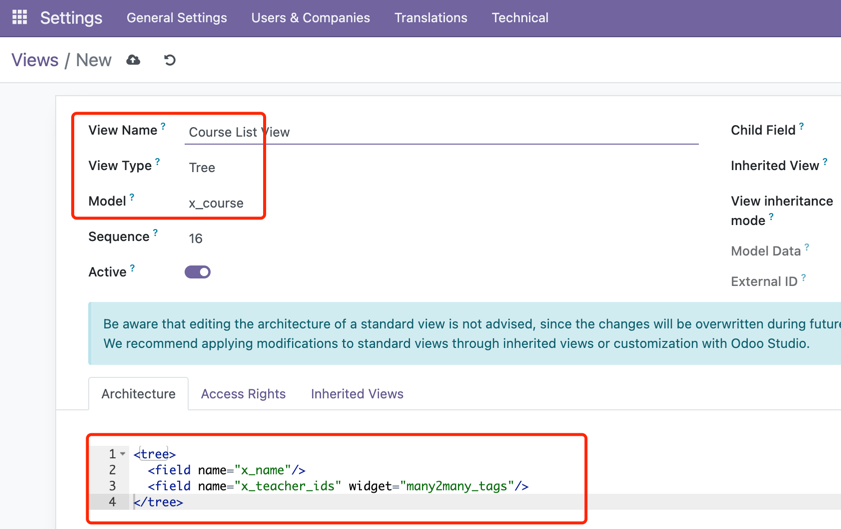 Settings General Settings Users & Companies Translations Technical
Views / New
View Name ? Course List View
View Type ? Tree
Model ? x_course
Sequence ? 16
Active ?
Child Field ?
Inherited View ?
View inheritance
mode ?
Model Data ?
External ID ?
Be aware that editing the architecture of a standard view is not advised, since the changes will be overwritten during future
We recommend applying modifications to standard views through inherited views or customization with Odoo Studio.
Architecture Access Rights Inherited Views
1 <tree>
2 <field name="x_name"/>
3 <field name="x_teacher_ids" widget="many2many_tags"/>
4 </tree>